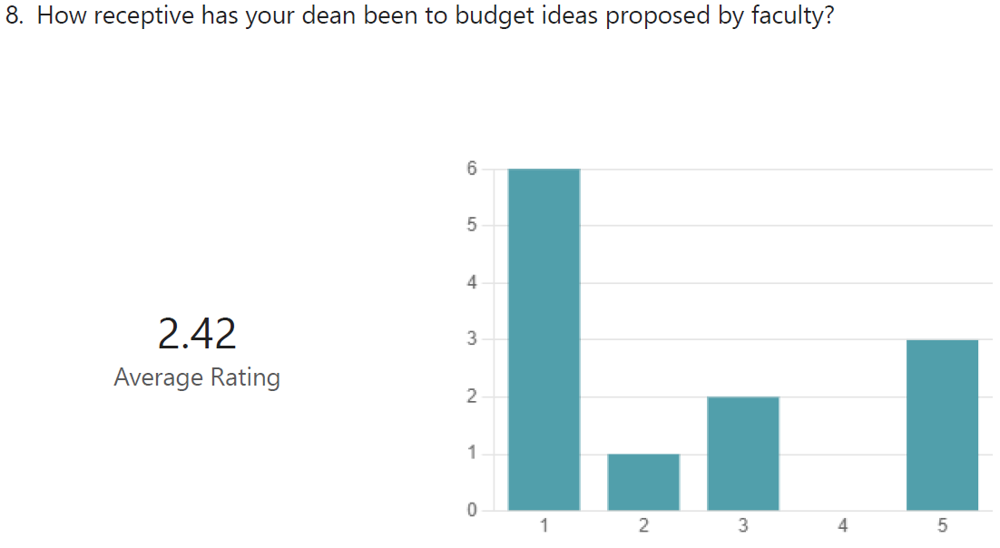 8. How receptive has your dean been to budget ideas proposed by faculty?
2.42
Average Rating
6
5
4
3
2
1
0
1 2 3 4 5